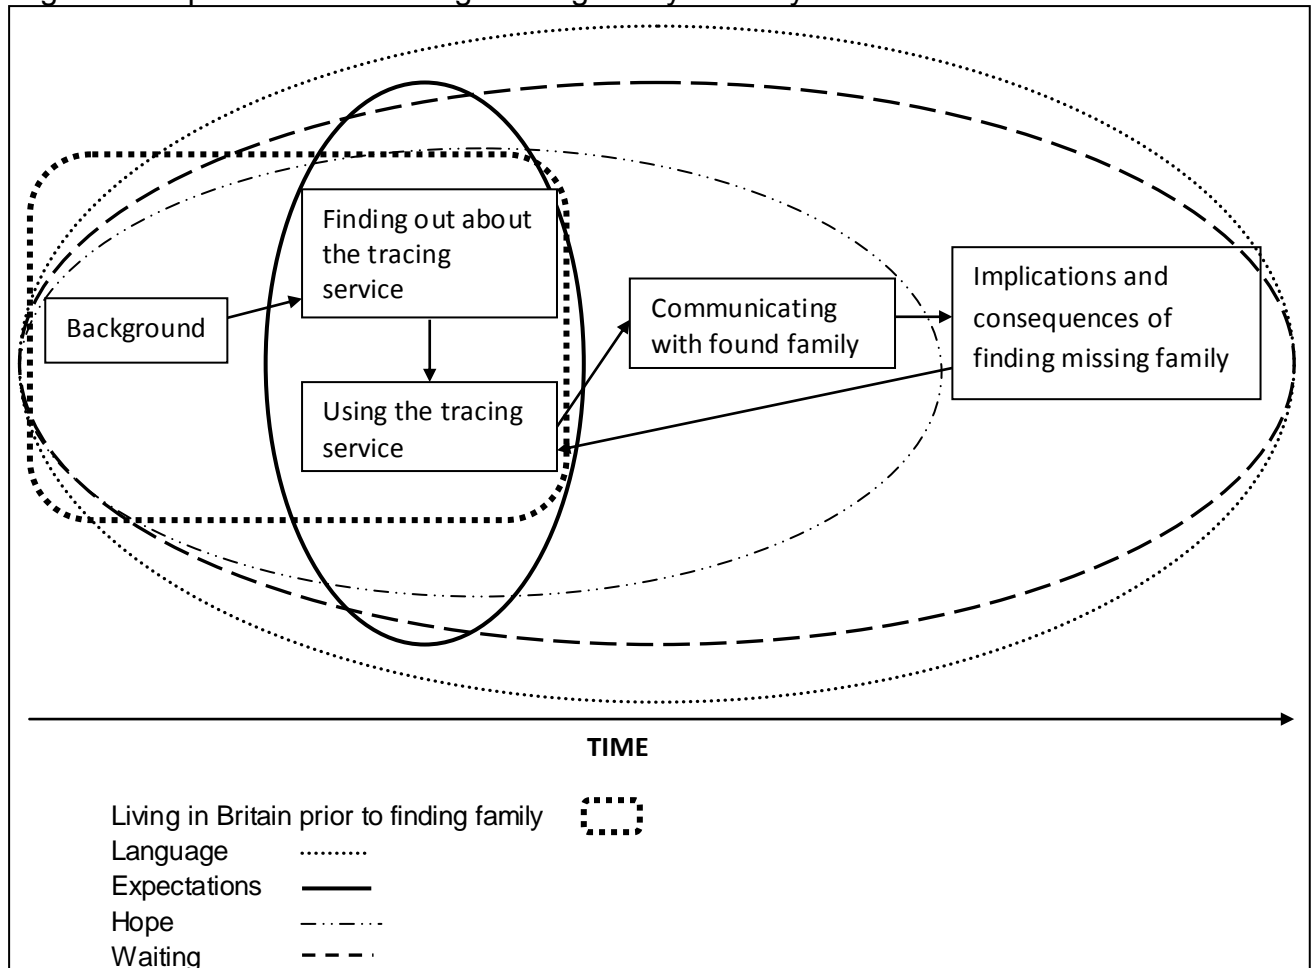 Finding out about
the tracing
service
Background
Using the tracing
service
Communicating
with found family
Implications and
consequences of
finding missing family
TIME
Living in Britain prior to finding family
Language
Expectations
Hope
Waiting